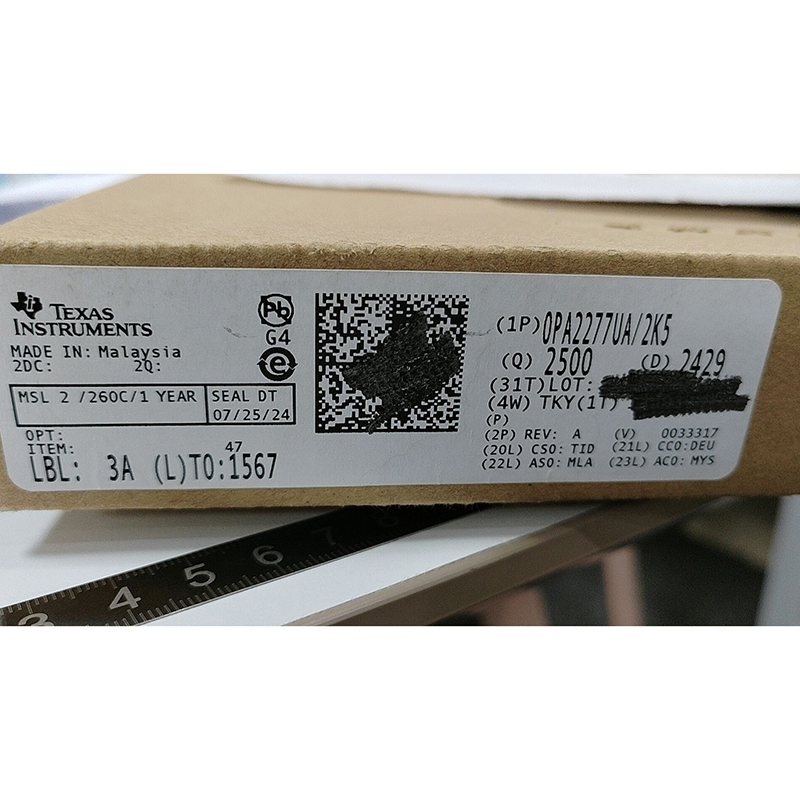 TEXAS
INSTRUMENTS
MADE IN: Malaysia
2DC: 2Q:
MSL 2 /260C/1 YEAR
SEAL DT
07/25/24
OPT:
ITEM: 47
LBL: 3A (L)TO:1567
Pb
G4
e
(1P)OPA2277UA/2K5
(Q) 2500 (D) 2429
(31T)LOT:
(4W) TKY(1T)
(P)
(2P) REV: A (V) 0033317
(20L) CSO: TID (21L) CCO:DEU
(22L) ASO: MLA (23L) ACO: MYS
3 4 5 6 7 8